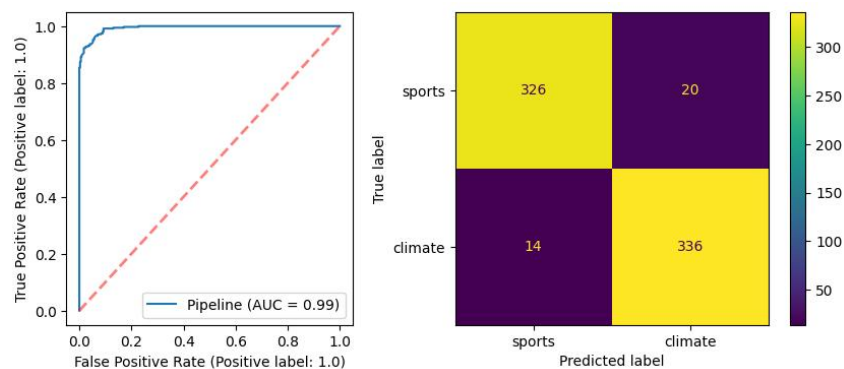 True Positive Rate (Positive label: 1.0)
1.0
0.8
0.6
0.4
0.2
0.0
Pipeline (AUC = 0.99)
0.0 0.2 0.4 0.6 0.8 1.0
False Positive Rate (Positive label: 1.0)
True label
sports
climate
326 20
14 336
sports climate
Predicted label
300
250
200
150
100
50